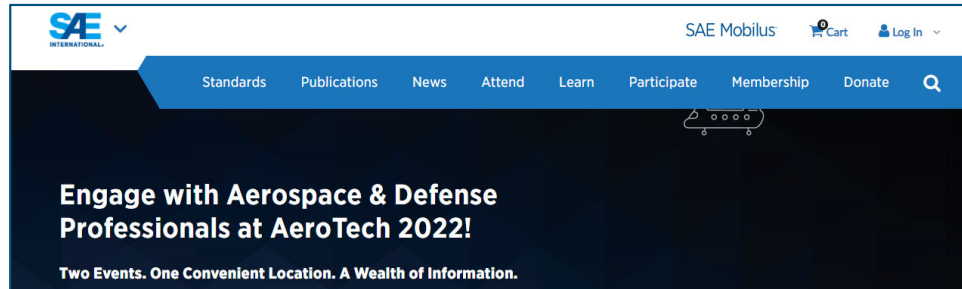 SAE
INTERNATIONAL.
SAE Mobilus
0
Cart
Log In
Standards Publications News Attend Learn Participate Membership Donate
Engage with Aerospace & Defense
Professionals at AeroTech 2022!
Two Events. One Convenient Location. A Wealth of Information.